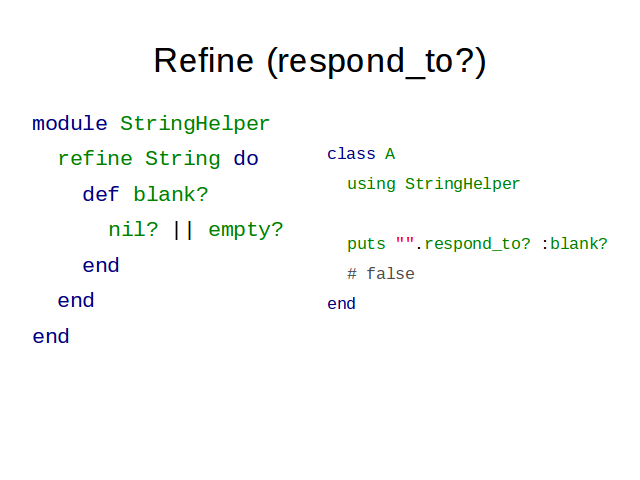 Refine (respond_to?)
module StringHelper
  refine String do
    def blank?
      nil? || empty?
    end
  end
end
class A
  using StringHelper

  puts "".respond_to? :blank?
  # false
end